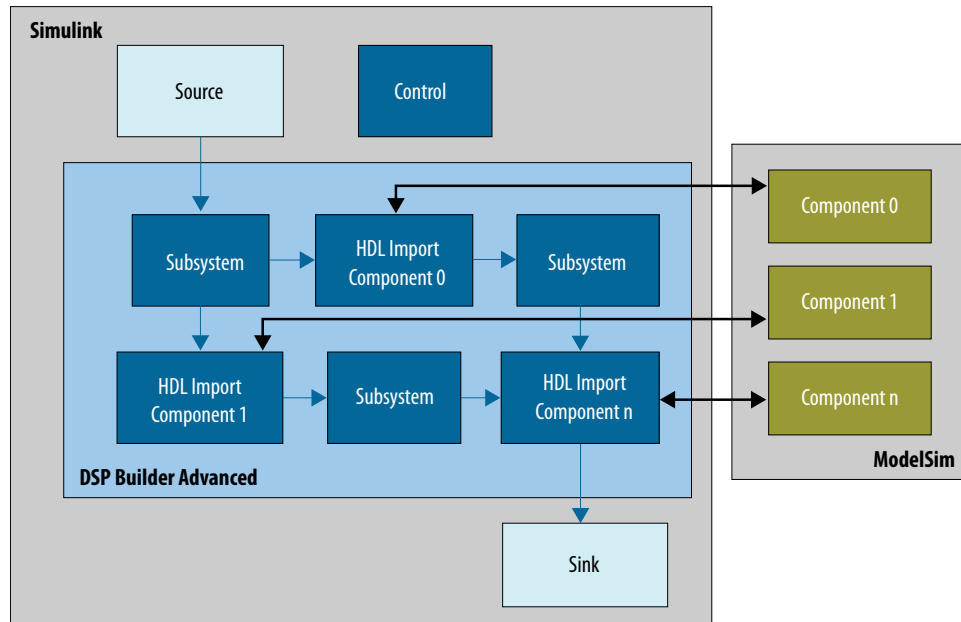 Simulink
Source
Control
Component 0
Subsystem
HDL Import
Component 0
Subsystem
Component 1
HDL Import
Component 1
Subsystem
HDL Import
Component n
Component n
ModelSim
DSP Builder Advanced
Sink